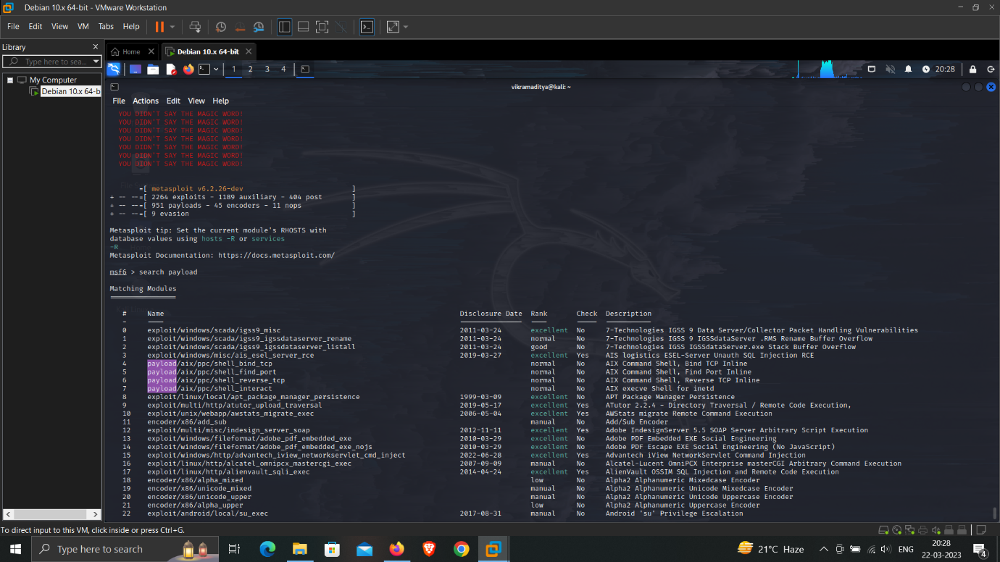 Debian 10.x 64-bit - VMware Workstation
File Edit View VM Tabs Help
Library
Type here to sea...
My Computer
Debian 10.x 64-b
Home
Debian 10.x 64-bit
1 2 3 4
20:28
vikramaditya@kali: ~
File Actions Edit View Help
YOU DIDN'T SAY THE MAGIC WORD!
YOU DIDN'T SAY THE MAGIC WORD!
YOU DIDN'T SAY THE MAGIC WORD!
YOU DIDN'T SAY THE MAGIC WORD!
YOU DIDN'T SAY THE MAGIC WORD!
YOU DIDN'T SAY THE MAGIC WORD!
YOU DIDN'T SAY THE MAGIC WORD!
=[ metasploit v6.2.26-dev ]
+ -- --=[ 2264 exploits - 1189 auxiliary - 404 post ]
+ -- --=[ 951 payloads - 45 encoders - 11 nops ]
+ -- --=[ 9 evasion ]
Metasploit tip: Set the current module's RHOSTS with
database values using hosts -R or services
-R
Metasploit Documentation: https://docs.metasploit.com/
msf6 > search payload
Matching Modules
================
# Name Disclosure Date Rank Check Description
- ---- --------------- ---- ----- -----------
0 exploit/windows/scada/igss9_misc 2011-03-24 excellent No 7-Technologies IGSS 9 Data Server/Collector Packet Handling Vulnerabilities
1 exploit/windows/scada/igss9_igssdataserver_rename 2011-03-24 normal No 7-Technologies IGSS 9 IGSSdataServer .RMS Rename Buffer Overflow
2 exploit/windows/scada/igss9_igssdataserver_listall 2011-03-24 good No 7-Technologies IGSS IGSSdataServer.exe Stack Buffer Overflow
3 exploit/windows/misc/ais_esel_server_rce 2019-03-27 excellent Yes AIS logistics ESEL-Server Unauth SQL Injection RCE
4 payload/aix/ppc/shell_bind_tcp normal No AIX Command Shell, Bind TCP Inline
5 payload/aix/ppc/shell_find_port normal No AIX Command Shell, Find Port Inline
6 payload/aix/ppc/shell_reverse_tcp normal No AIX Command Shell, Reverse TCP Inline
7 payload/aix/ppc/shell_interact normal No AIX execve Shell for inetd
8 exploit/linux/local/apt_package_manager_persistence 1999-03-09 excellent No APT Package Manager Persistence
9 exploit/multi/http/atutor_upload_traversal 2019-05-17 excellent Yes ATutor 2.2.4 - Directory Traversal / Remote Code Execution,
10 exploit/unix/webapp/awstats_migrate_exec 2006-05-04 excellent Yes AWStats migrate Remote Command Execution
11 encoder/x86/add_sub manual No Add/Sub Encoder
12 exploit/multi/misc/indesign_server_soap 2012-11-11 excellent Yes Adobe IndesignServer 5.5 SOAP Server Arbitrary Script Execution
13 exploit/windows/fileformat/adobe_pdf_embedded_exe 2010-03-29 excellent No Adobe PDF Embedded EXE Social Engineering
14 exploit/windows/fileformat/adobe_pdf_embedded_exe_nojs 2010-03-29 excellent No Adobe PDF Escape EXE Social Engineering (No JavaScript)
15 exploit/windows/http/advantech_iview_networkservlet_cmd_inject 2022-06-28 excellent Yes Advantech iView NetworkServlet Command Injection
16 exploit/linux/http/alcatel_omnipcx_mastercgi_exec 2007-09-09 manual No Alcatel-Lucent OmniPCX Enterprise masterCGI Arbitrary Command Execution
17 exploit/linux/http/alienvault_sqli_exec 2014-04-24 excellent Yes AlienVault OSSIM SQL Injection and Remote Code Execution
18 encoder/x86/alpha_mixed low No Alpha2 Alphanumeric Mixedcase Encoder
19 encoder/x86/unicode_mixed manual No Alpha2 Alphanumeric Unicode Mixedcase Encoder
20 encoder/x86/unicode_upper manual No Alpha2 Alphanumeric Unicode Uppercase Encoder
21 encoder/x86/alpha_upper low No Alpha2 Alphanumeric Uppercase Encoder
22 exploit/android/local/su_exec 2017-08-31 manual No Android 'su' Privilege Escalation
To direct input to this VM, click inside or press Ctrl+G.
Type here to search
21°C Haze
ENG
20:28
22-03-2023
4